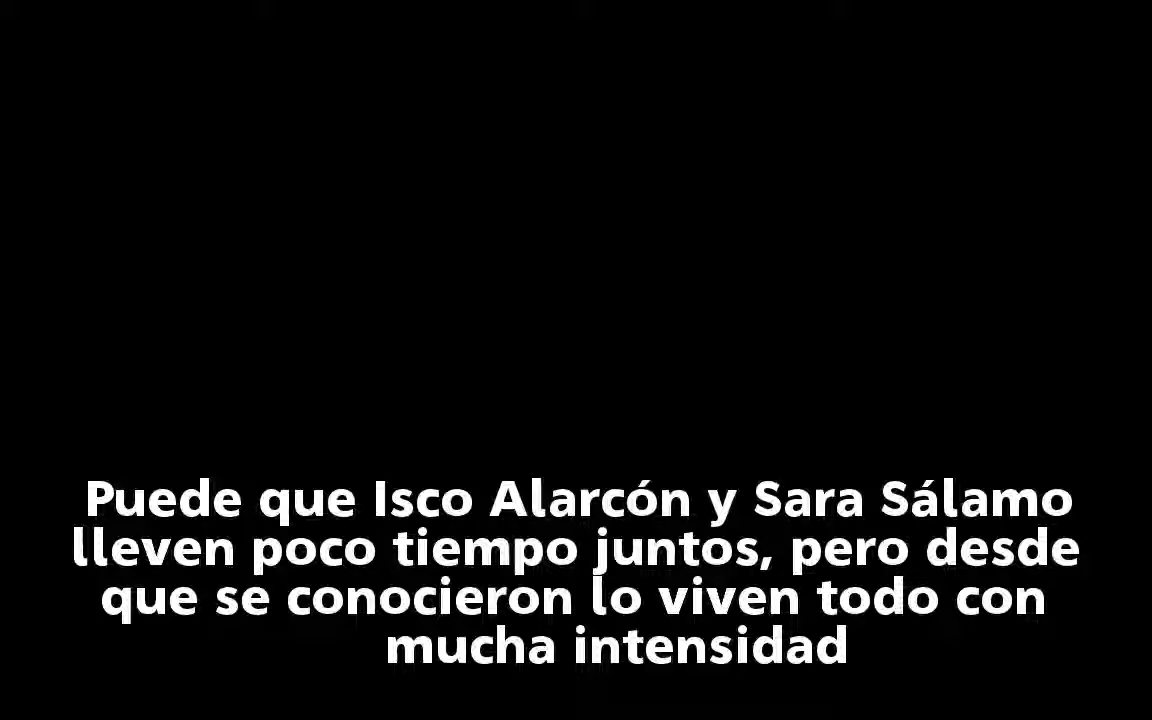 Puede que Isco Alarcón y Sara Sálamo
lleven poco tiempo juntos, pero desde
que se conocieron lo viven todo con
mucha intensidad